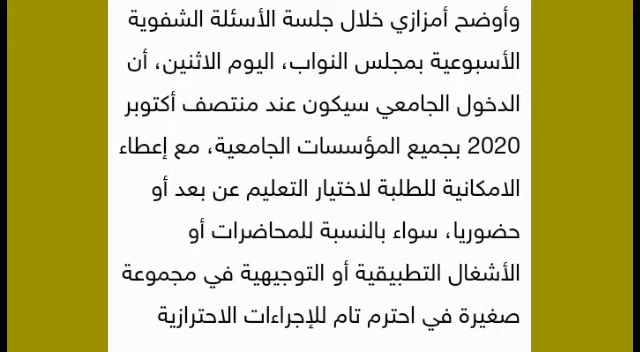 وأوضح أمزازي خلال جلسة الأسئلة الشفوية
الأسبوعية بمجلس النواب، اليوم الاثنين، أن
الدخول الجامعي سيكون عند منتصف أكتوبر
2020 بجميع المؤسسات الجامعية، مع إعطاء
الامكانية للطلبة لاختيار التعليم عن بعد أو
حضوريا، سواء بالنسبة للمحاضرات أو
الأشغال التطبيقية أو التوجيهية في مجموعة
صغيرة في احترم تام للإجراءات الاحترازية